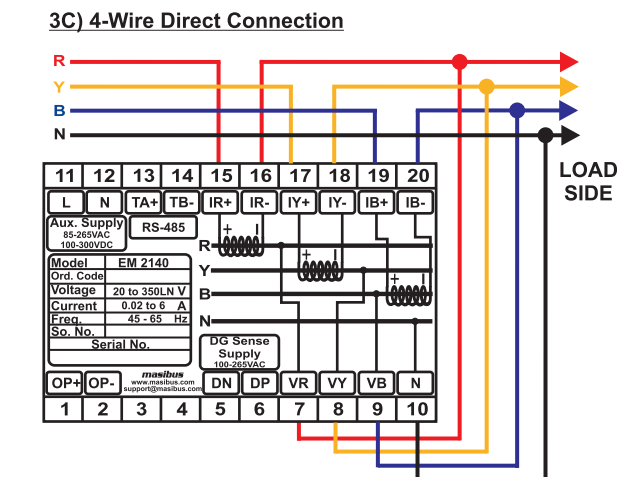 3C) 4-Wire Direct Connection
R
Y
B
N
LOAD
SIDE
11 12 13 14 15 16 17 18 19 20
L N TA+ TB- IR+ IR- IY+ IY- IB+ IB-
Aux. Supply
85-265VAC
100-300VDC
RS-485
+ - + - + -
R
Y
B
N
Model EM 2140
Ord. Code
Voltage 20 to 350LN V
Current 0.02 to 6 A
Freq. 45 - 65 Hz
So. No.
Serial No.
masibus
www.masibus.com
support@masibus.com
DG Sense
Supply
100-265VAC
OP+ OP- DN DP VR VY VB N
1 2 3 4 5 6 7 8 9 10